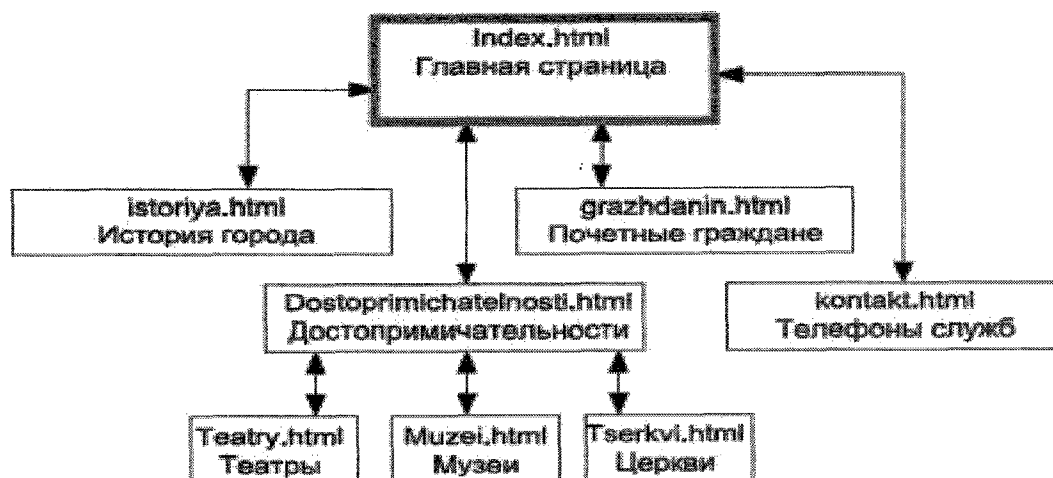 Index.html
Главная страница
istoriya.html
История города
grazhdanin.html
Почетные граждане
Dostoprimichatelnosti.html
Достопримичательности
kontakt.html
Телефоны служб
Teatry.html
Театры
Muzei.html
Музеи
Tserkvi.html
Церкви